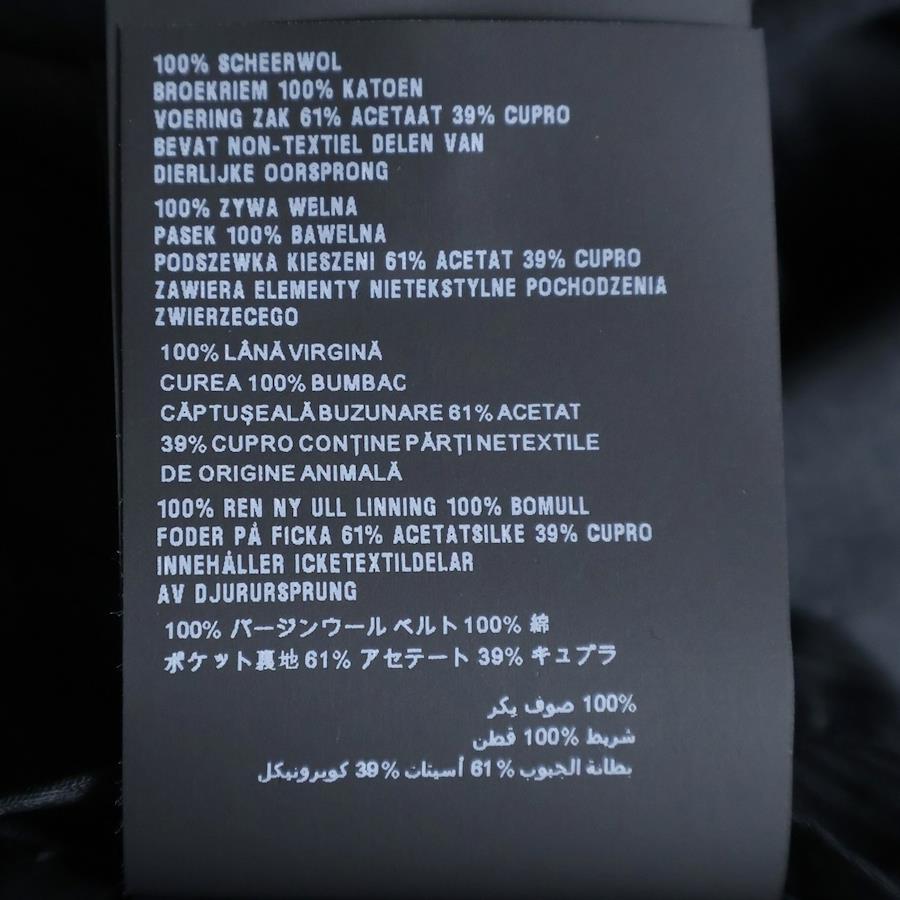 100% SCHEERWOL
BROEKRIEM 100% KATOEN
VOERING ZAK 61% ACETAAT 39% CUPRO
BEVAT NON-TEXTIEL DELEN VAN
DIERLIJKE OORSPRONG
100% ZYWA WELNA
PASEK 100% BAWELNA
PODSZEWKA KIESZENI 61% ACETAT 39% CUPRO
ZAWIERA ELEMENTY NIETEKSTYLNE POCHODZENIA
ZWIERZECEGO
100% LÂNĂ VIRGINĂ
CUREA 100% BUMBAC
CĂPTUȘEALĂ BUZUNARE 61% ACETAT
39% CUPRO CONȚINE PĂRȚI NETEXTILE
DE ORIGINE ANIMALĂ
100% REN NY ULL LINNING 100% BOMULL
FODER PÅ FICKA 61% ACETATSILKE 39% CUPRO
INNEHÅLLER ICKETEXTILDELAR
AV DJURURSPRUNG
100% バージンウール ベルト 100% 綿
ポケット裏地 61% アセテート 39% キュプラ
100% صوف يكر
شريط 100% قطن
بطانة الجيوب 61% أسيتات 39% كوبرونيكل